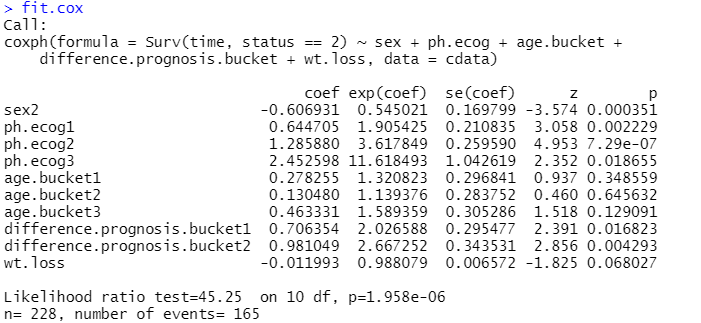 > fit.cox
Call:
coxph(formula = Surv(time, status == 2) ~ sex + ph.ecog + age.bucket +
    difference.prognosis.bucket + wt.loss, data = cdata)

                                  coef exp(coef)  se(coef)      z        p
sex2                         -0.606931  0.545021  0.169799 -3.574 0.000351
ph.ecog1                      0.644705  1.905425  0.210835  3.058 0.002229
ph.ecog2                      1.285880  3.617849  0.259590  4.953 7.29e-07
ph.ecog3                      2.452598 11.618493  1.042619  2.352 0.018655
age.bucket1                   0.278255  1.320823  0.296841  0.937 0.348559
age.bucket2                   0.130480  1.139376  0.283752  0.460 0.645632
age.bucket3                   0.463331  1.589359  0.305286  1.518 0.129091
difference.prognosis.bucket1  0.706354  2.026588  0.295477  2.391 0.016823
difference.prognosis.bucket2  0.981049  2.667252  0.343531  2.856 0.004293
wt.loss                      -0.011993  0.988079  0.006572 -1.825 0.068027

Likelihood ratio test=45.25  on 10 df, p=1.958e-06
n= 228, number of events= 165